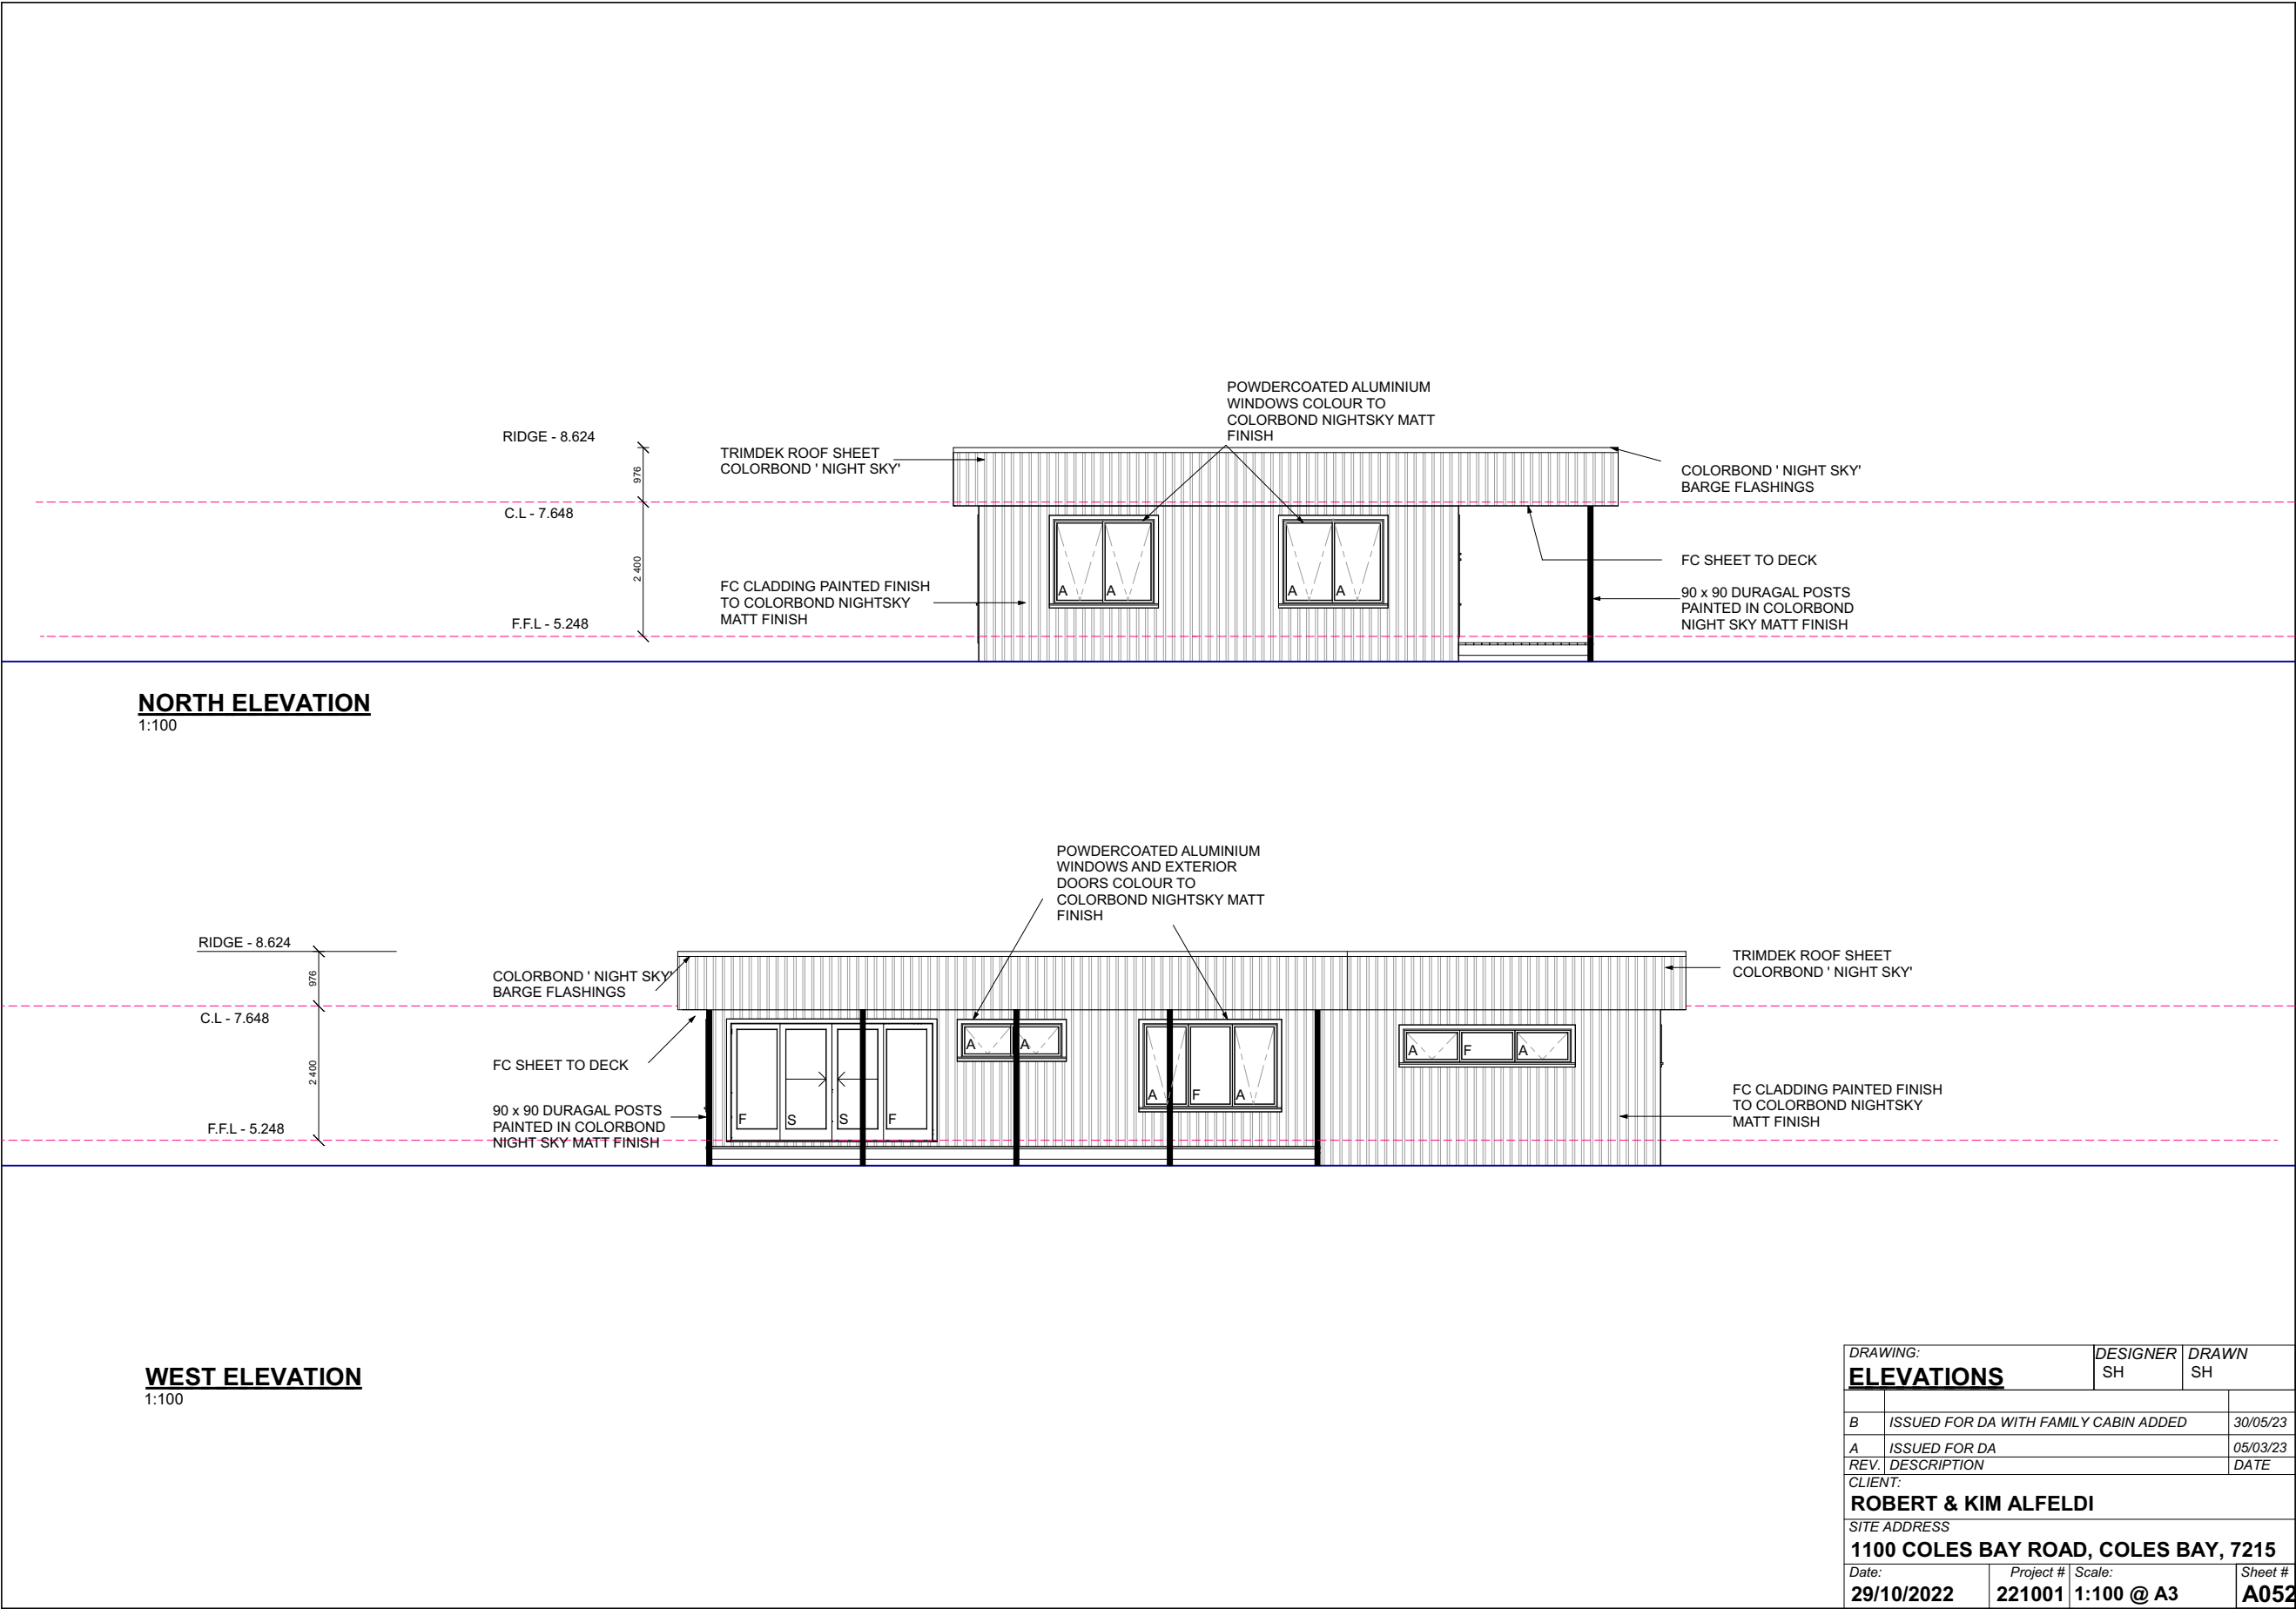 POWDERCOATED ALUMINIUM
WINDOWS COLOUR TO
COLORBOND NIGHTSKY MATT
FINISH
RIDGE - 8.624
976
C.L - 7.648
2 400
F.F.L - 5.248
TRIMDEK ROOF SHEET
COLORBOND ' NIGHT SKY'
FC CLADDING PAINTED FINISH
TO COLORBOND NIGHTSKY
MATT FINISH
A A
A A
COLORBOND ' NIGHT SKY'
BARGE FLASHINGS
FC SHEET TO DECK
90 x 90 DURAGAL POSTS
PAINTED IN COLORBOND
NIGHT SKY MATT FINISH
NORTH ELEVATION
1:100
POWDERCOATED ALUMINIUM
WINDOWS AND EXTERIOR
DOORS COLOUR TO
COLORBOND NIGHTSKY MATT
FINISH
RIDGE - 8.624
976
C.L - 7.648
2 400
F.F.L - 5.248
COLORBOND ' NIGHT SKY'
BARGE FLASHINGS
FC SHEET TO DECK
90 x 90 DURAGAL POSTS
PAINTED IN COLORBOND
NIGHT SKY MATT FINISH
F S S F
A A
A F A
A F A
TRIMDEK ROOF SHEET
COLORBOND ' NIGHT SKY'
FC CLADDING PAINTED FINISH
TO COLORBOND NIGHTSKY
MATT FINISH
WEST ELEVATION
1:100
DRAWING: DESIGNER DRAWN
ELEVATIONS SH SH
B ISSUED FOR DA WITH FAMILY CABIN ADDED 30/05/23
A ISSUED FOR DA 05/03/23
REV. DESCRIPTION DATE
CLIENT:
ROBERT & KIM ALFELDI
SITE ADDRESS
1100 COLES BAY ROAD, COLES BAY, 7215
Date: Project # Scale: Sheet #
29/10/2022 221001 1:100 @ A3 A052